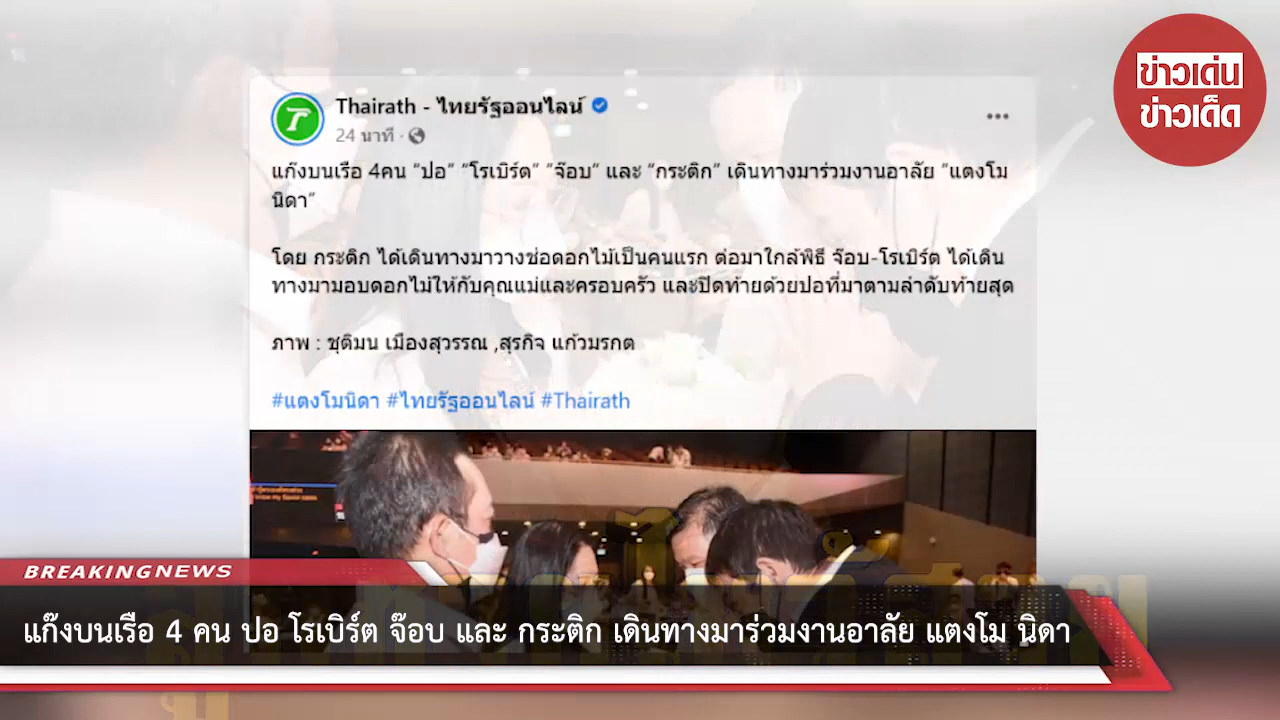 ข่าวเด่น
ข่าวเด็ด
Thairath - ไทยรัฐออนไลน์
24 นาที ·
แก๊งบนเรือ 4คน “ปอ” “โรเบิร์ต” “จ๊อบ” และ “กระติก” เดินทางมาร่วมงานอาลัย “แตงโม
นิดา”
โดย กระติก ได้เดินทางมาวางช่อดอกไม้เป็นคนแรก ต่อมาใกล้พิธี จ๊อบ-โรเบิร์ต ได้เดิน
ทางมามอบดอกไม้ให้กับคุณแม่และครอบครัว และปิดท้ายด้วยปอที่มาตามลำดับท้ายสุด
ภาพ : ชุติมน เมืองสุวรรณ ,สุรกิจ แก้วมรกต
#แตงโมนิดา #ไทยรัฐออนไลน์ #Thairath
BREAKING NEWS
แก๊งบนเรือ 4 คน ปอ โรเบิร์ต จ๊อบ และ กระติก เดินทางมาร่วมงานอาลัย แตงโม นิดา